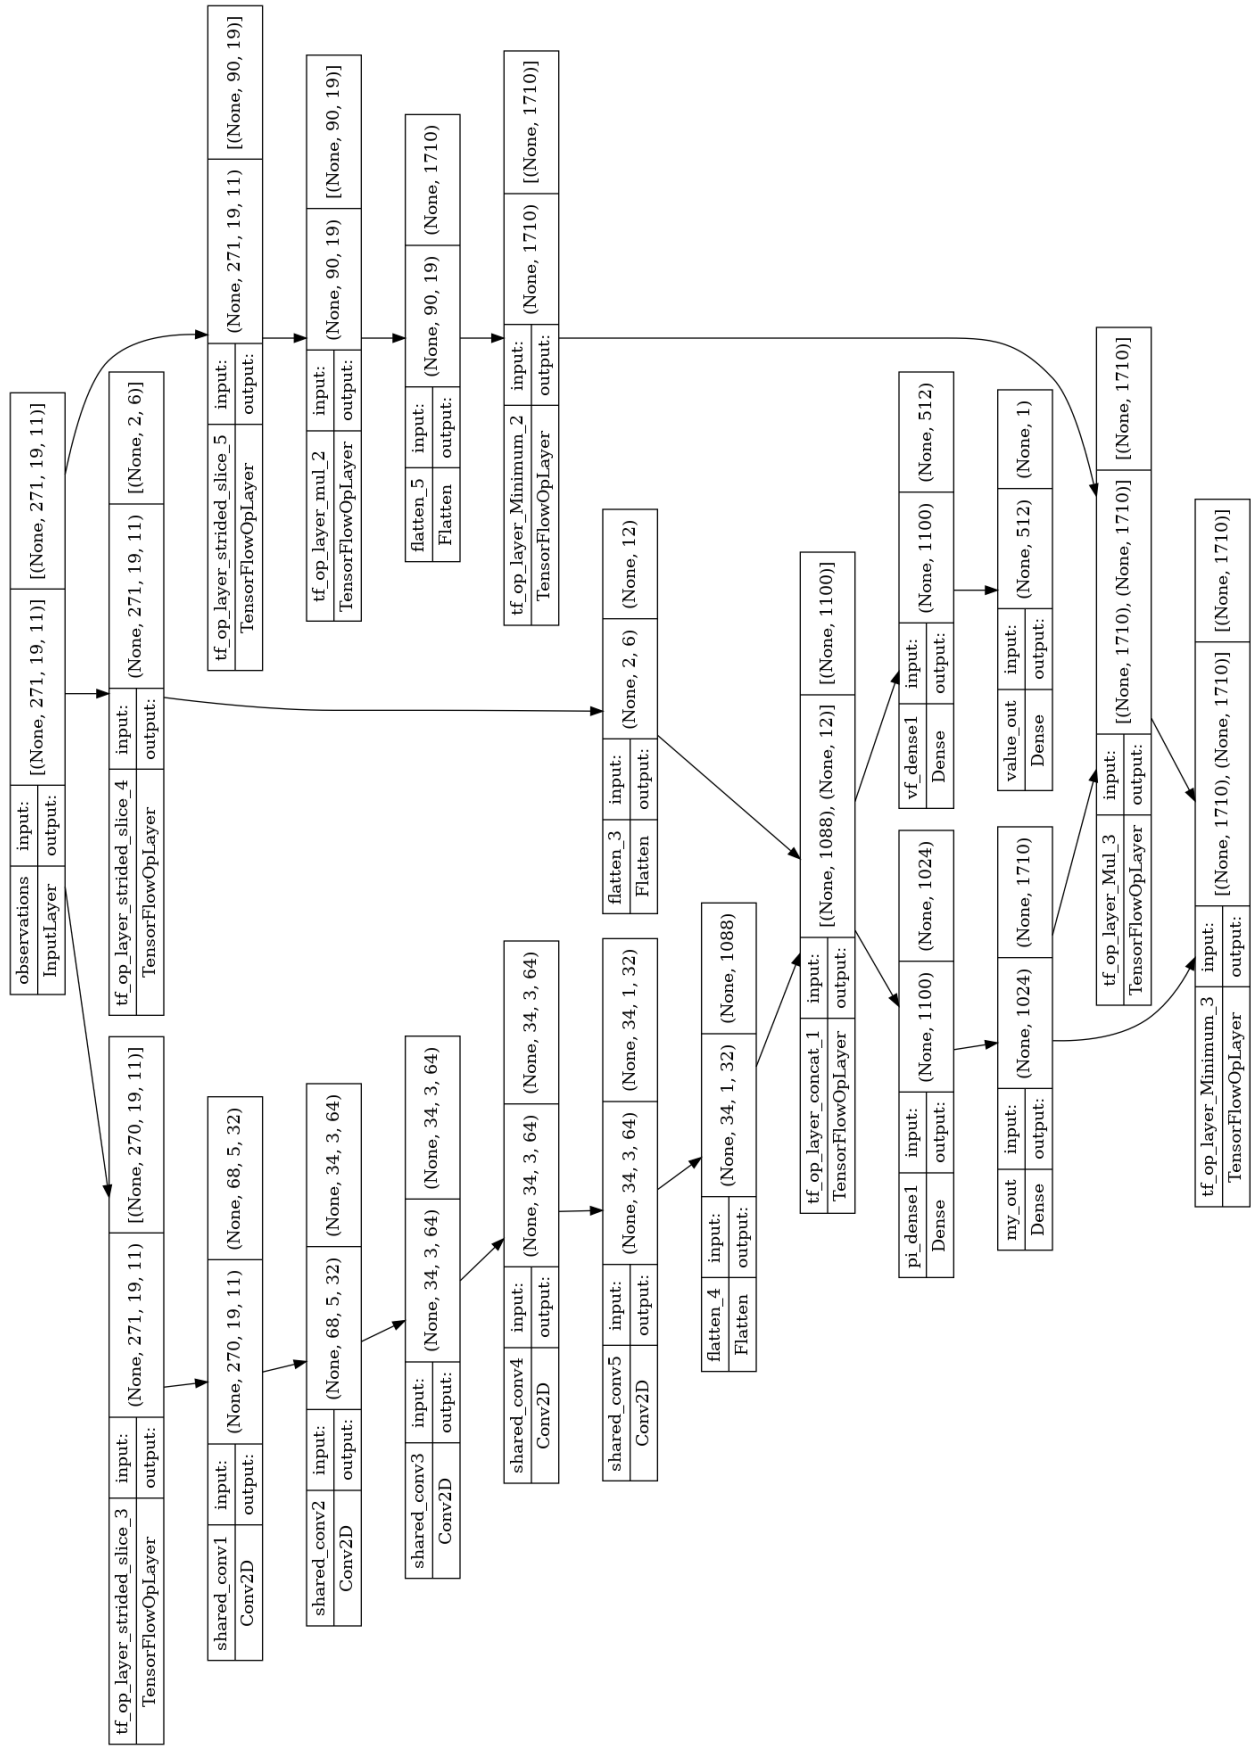 observations
InputLayer
input:
output:
[(None, 271, 19, 11)]
[(None, 271, 19, 11)]
tf_op_layer_strided_slice_3
TensorFlowOpLayer
input:
output:
(None, 271, 19, 11)
[(None, 270, 19, 11)]
tf_op_layer_strided_slice_4
TensorFlowOpLayer
input:
output:
(None, 271, 19, 11)
[(None, 2, 6)]
shared_conv1
Conv2D
input:
output:
(None, 270, 19, 11)
(None, 68, 5, 32)
tf_op_layer_strided_slice_5
TensorFlowOpLayer
input:
output:
(None, 271, 19, 11)
[(None, 90, 19)]
shared_conv2
Conv2D
input:
output:
(None, 68, 5, 32)
(None, 34, 3, 64)
tf_op_layer_mul_2
TensorFlowOpLayer
input:
output:
(None, 90, 19)
[(None, 90, 19)]
shared_conv3
Conv2D
input:
output:
(None, 34, 3, 64)
(None, 34, 3, 64)
flatten_5
Flatten
input:
output:
(None, 90, 19)
(None, 1710)
shared_conv4
Conv2D
input:
output:
(None, 34, 3, 64)
(None, 34, 3, 64)
tf_op_layer_Minimum_2
TensorFlowOpLayer
input:
output:
(None, 1710)
[(None, 1710)]
shared_conv5
Conv2D
input:
output:
(None, 34, 3, 64)
(None, 34, 1, 32)
flatten_3
Flatten
input:
output:
(None, 2, 6)
(None, 12)
flatten_4
Flatten
input:
output:
(None, 34, 1, 32)
(None, 1088)
tf_op_layer_concat_1
TensorFlowOpLayer
input:
output:
[(None, 1088), (None, 12)]
[(None, 1100)]
pi_dense1
Dense
input:
output:
(None, 1100)
(None, 1024)
vf_dense1
Dense
input:
output:
(None, 1100)
(None, 512)
my_out
Dense
input:
output:
(None, 1024)
(None, 1710)
value_out
Dense
input:
output:
(None, 512)
(None, 1)
tf_op_layer_Mul_3
TensorFlowOpLayer
input:
output:
[(None, 1710), (None, 1710)]
[(None, 1710)]
tf_op_layer_Minimum_3
TensorFlowOpLayer
input:
output:
[(None, 1710), (None, 1710)]
[(None, 1710)]